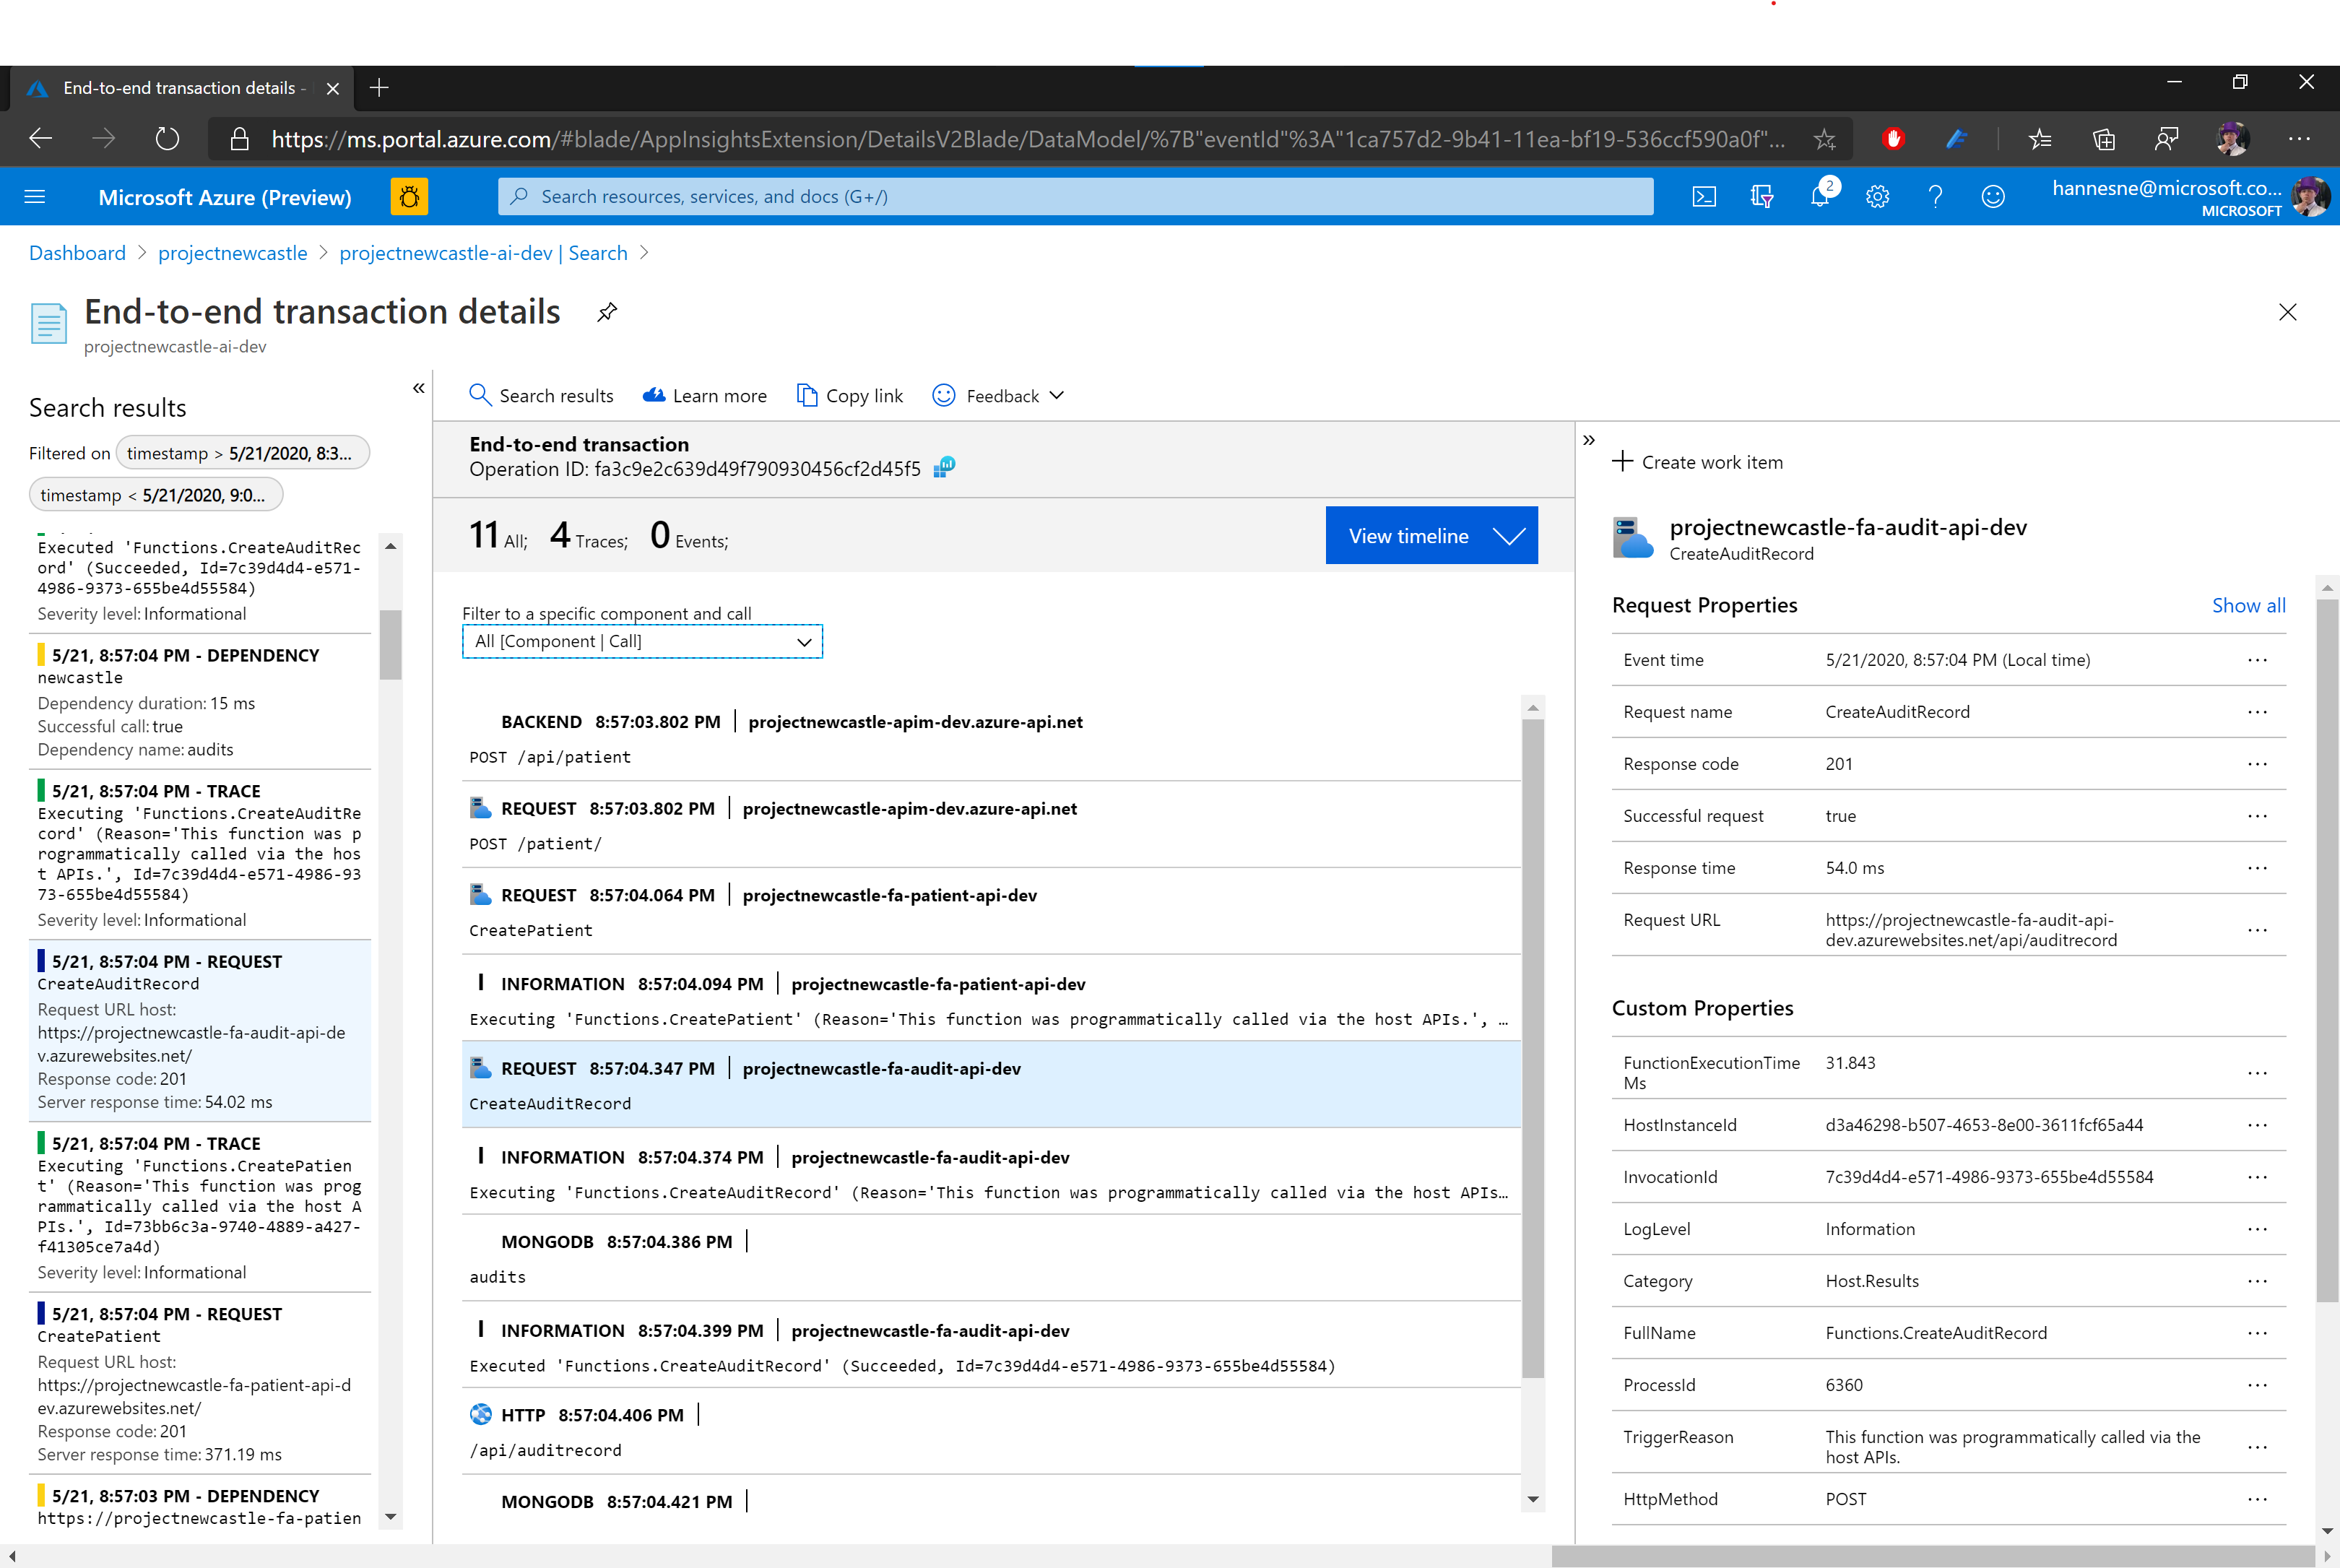 End-to-end transaction details -
https://ms.portal.azure.com/#blade/AppInsightsExtension/DetailsV2Blade/DataModel/%7B"eventId"%3A"1ca757d2-9b41-11ea-bf19-536ccf590a0f"...
Microsoft Azure (Preview)
Search resources, services, and docs (G+/)
2
hannesne@microsoft.co...
MICROSOFT
Dashboard > projectnewcastle > projectnewcastle-ai-dev | Search >
End-to-end transaction details
projectnewcastle-ai-dev
Search results
Filtered on timestamp > 5/21/2020, 8:3...
timestamp < 5/21/2020, 9:0...
Executed 'Functions.CreateAuditRec
ord' (Succeeded, Id=7c39d4d4-e571-
4986-9373-655be4d55584)
Severity level: Informational
5/21, 8:57:04 PM - DEPENDENCY
newcastle
Dependency duration: 15 ms
Successful call: true
Dependency name: audits
5/21, 8:57:04 PM - TRACE
Executing 'Functions.CreateAuditRe
cord' (Reason='This function was p
rogrammatically called via the hos
t APIs.', Id=7c39d4d4-e571-4986-93
73-655be4d55584)
Severity level: Informational
5/21, 8:57:04 PM - REQUEST
CreateAuditRecord
Request URL host:
https://projectnewcastle-fa-audit-api-de
v.azurewebsites.net/
Response code: 201
Server response time: 54.02 ms
5/21, 8:57:04 PM - TRACE
Executing 'Functions.CreatePatien
t' (Reason='This function was prog
rammatically called via the host A
PIs.', Id=73bb6c3a-9740-4889-a427-
f41305ce7a4d)
Severity level: Informational
5/21, 8:57:04 PM - REQUEST
CreatePatient
Request URL host:
https://projectnewcastle-fa-patient-api-d
ev.azurewebsites.net/
Response code: 201
Server response time: 371.19 ms
5/21, 8:57:03 PM - DEPENDENCY
https://projectnewcastle-fa-patien
Search results
Learn more
Copy link
Feedback
End-to-end transaction
Operation ID: fa3c9e2c639d49f790930456cf2d45f5
11 All; 4 Traces; 0 Events;
View timeline
Filter to a specific component and call
All [Component | Call]
BACKEND 8:57:03.802 PM | projectnewcastle-apim-dev.azure-api.net
POST /api/patient
REQUEST 8:57:03.802 PM | projectnewcastle-apim-dev.azure-api.net
POST /patient/
REQUEST 8:57:04.064 PM | projectnewcastle-fa-patient-api-dev
CreatePatient
I INFORMATION 8:57:04.094 PM | projectnewcastle-fa-patient-api-dev
Executing 'Functions.CreatePatient' (Reason='This function was programmatically called via the host APIs.', …
REQUEST 8:57:04.347 PM | projectnewcastle-fa-audit-api-dev
CreateAuditRecord
I INFORMATION 8:57:04.374 PM | projectnewcastle-fa-audit-api-dev
Executing 'Functions.CreateAuditRecord' (Reason='This function was programmatically called via the host APIs…
MONGODB 8:57:04.386 PM |
audits
I INFORMATION 8:57:04.399 PM | projectnewcastle-fa-audit-api-dev
Executed 'Functions.CreateAuditRecord' (Succeeded, Id=7c39d4d4-e571-4986-9373-655be4d55584)
HTTP 8:57:04.406 PM |
/api/auditrecord
MONGODB 8:57:04.421 PM |
Create work item
projectnewcastle-fa-audit-api-dev
CreateAuditRecord
Request Properties
Show all
Event time 5/21/2020, 8:57:04 PM (Local time) ...
Request name CreateAuditRecord ...
Response code 201 ...
Successful request true ...
Response time 54.0 ms ...
Request URL https://projectnewcastle-fa-audit-api-
dev.azurewebsites.net/api/auditrecord ...
Custom Properties
FunctionExecutionTime 31.843
Ms ...
HostInstanceId d3a46298-b507-4653-8e00-3611fcf65a44 ...
InvocationId 7c39d4d4-e571-4986-9373-655be4d55584 ...
LogLevel Information ...
Category Host.Results ...
FullName Functions.CreateAuditRecord ...
ProcessId 6360 ...
TriggerReason This function was programmatically called via the
host APIs. ...
HttpMethod POST ...